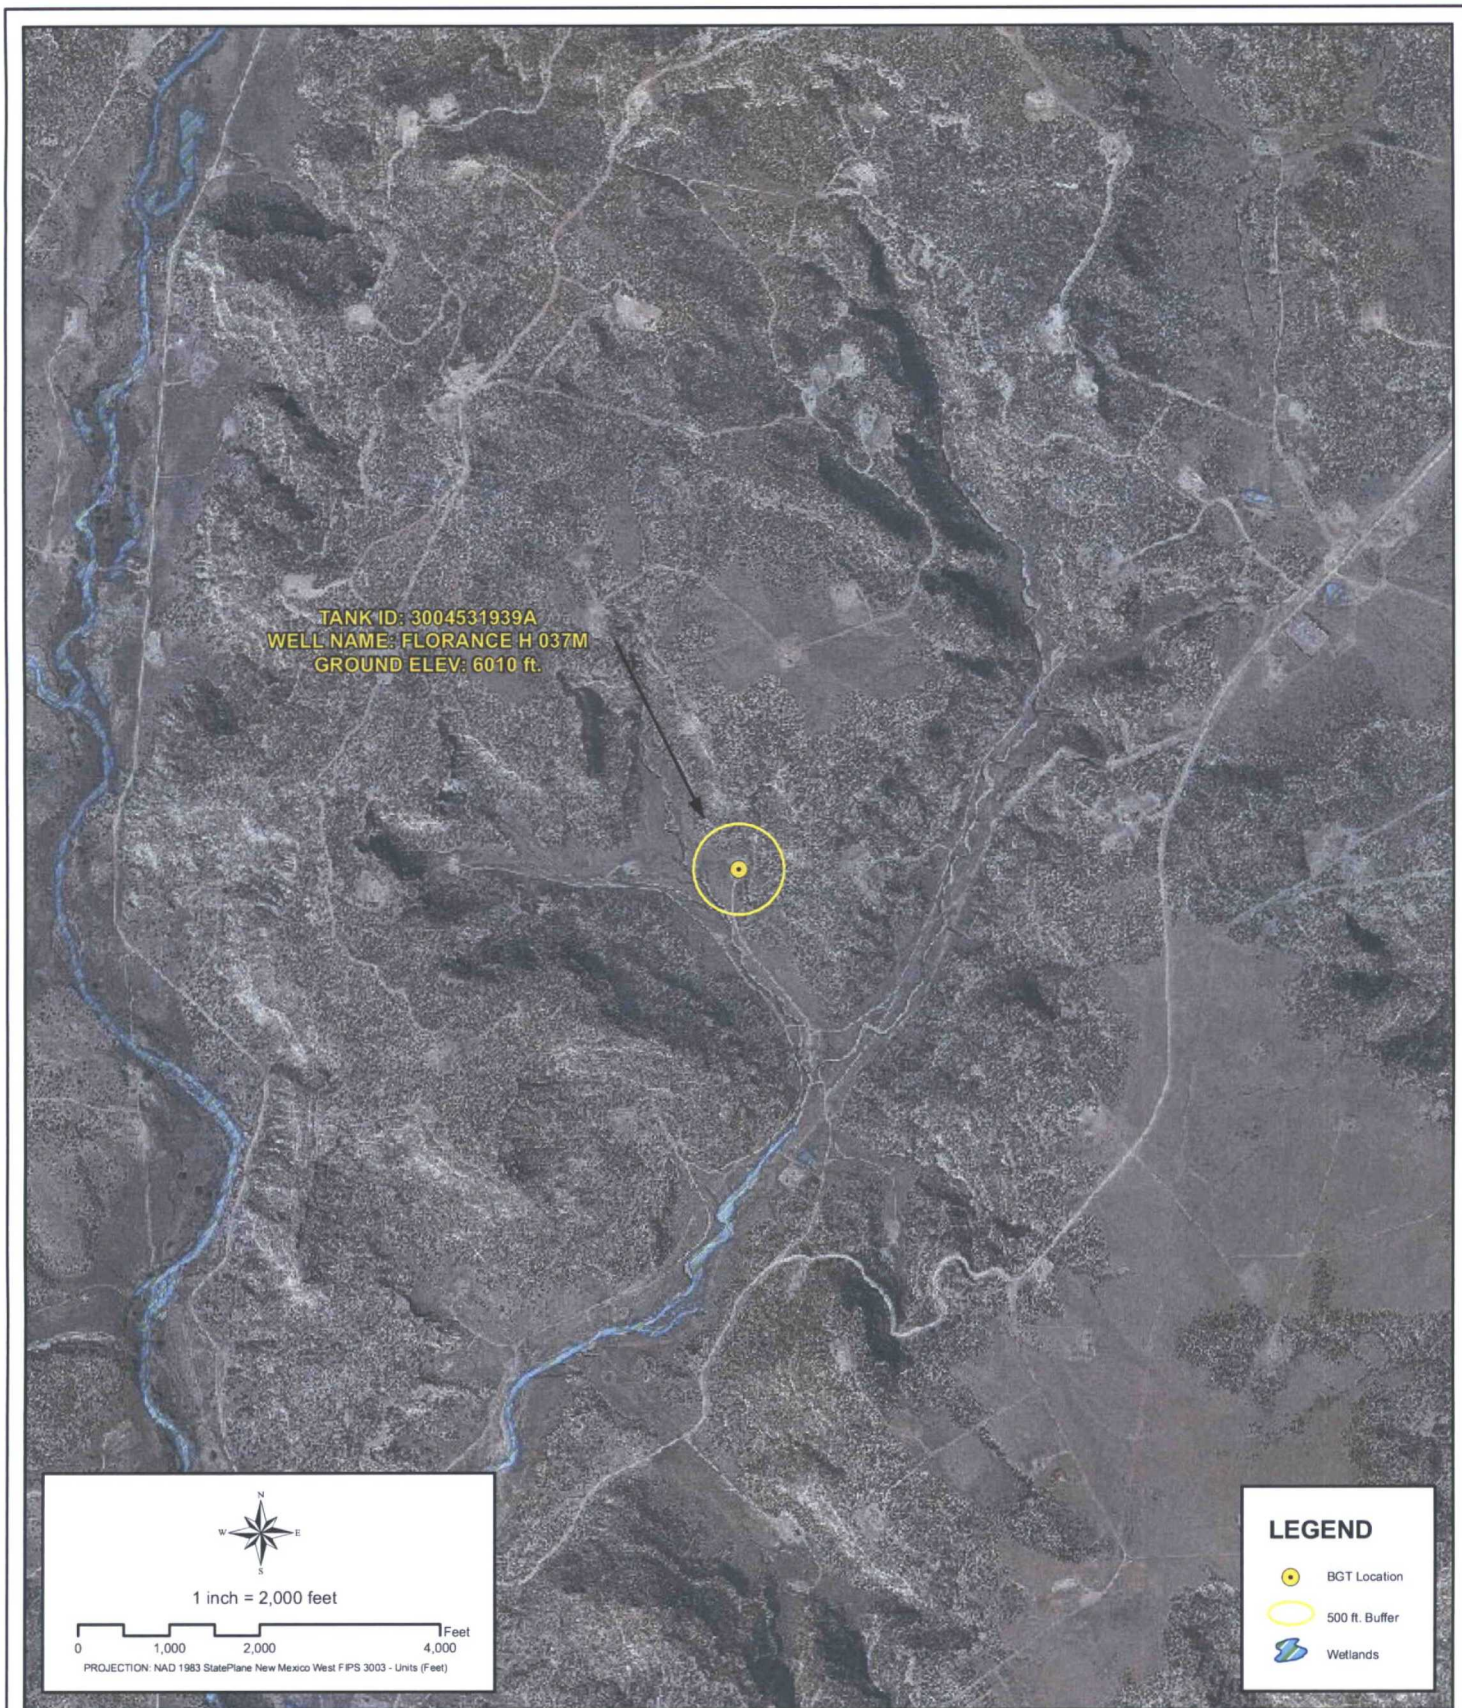 TANK ID: 3004531939A
WELL NAME: FLORANCE H 037M
GROUND ELEV: 6010 ft.
N
W E
S
1 inch = 2,000 feet
Feet
0 1,000 2,000 4,000
PROJECTION: NAD 1983 StatePlane New Mexico West FIPS 3003 - Units (Feet)
LEGEND
BGT Location
500 ft. Buffer
Wetlands